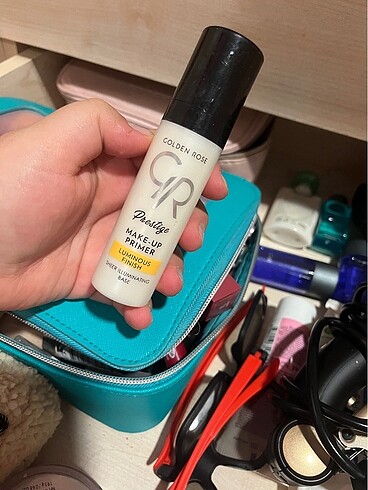 GOLDEN ROSE
GR
Prestige
MAKE-UP
PRIMER
LUMINOUS
FINISH
SHEER ILLUMINATING
BASE